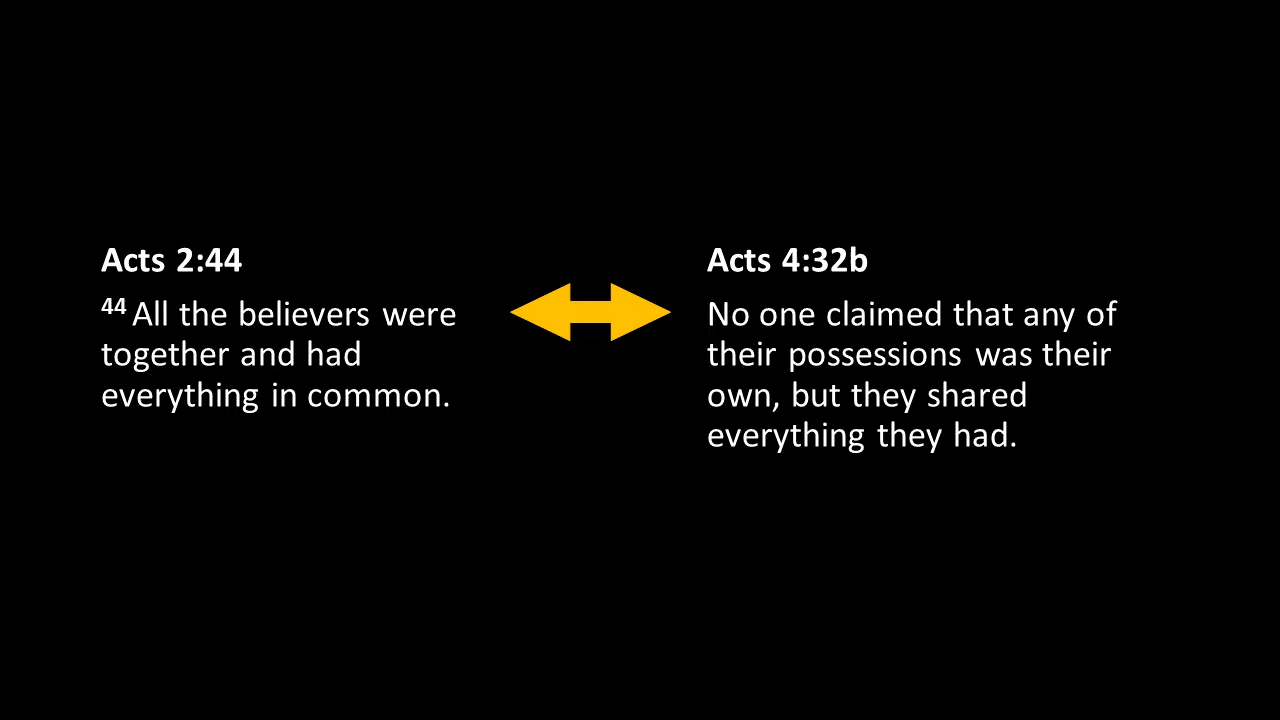 Acts 2:44
44 All the believers were
together and had
everything in common.
Acts 4:32b
No one claimed that any of
their possessions was their
own, but they shared
everything they had.